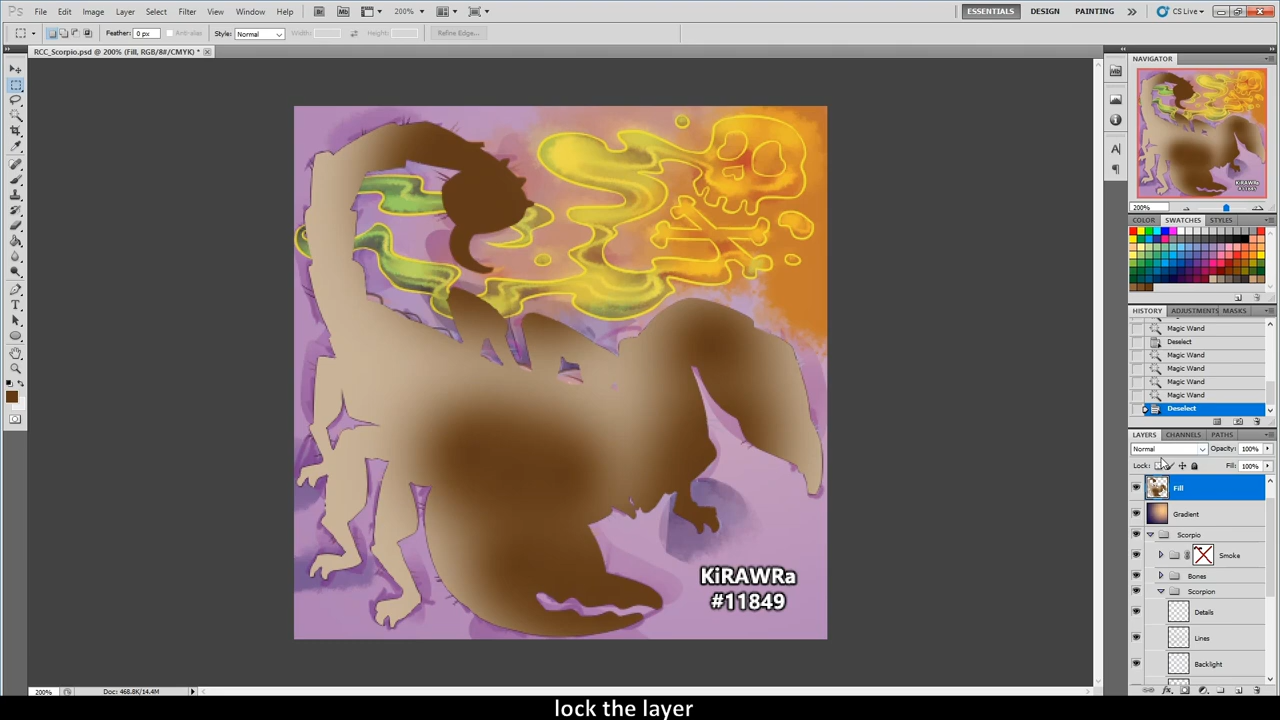 Ps File Edit Image Layer Select Filter View Window Help Br Mb 200% ESSENTIALS DESIGN PAINTING CS Live
Feather: 0 px Anti-alias Style: Normal Width: Height: Refine Edge...
RCC_Scorpio.psd @ 200% (Fill, RGB/8#/CMYK) *
NAVIGATOR
KiRAWRa
#11849
200%
COLOR SWATCHES STYLES
HISTORY ADJUSTMENTS MASKS
Magic Wand
Deselect
Magic Wand
Magic Wand
Magic Wand
Magic Wand
Deselect
LAYERS CHANNELS PATHS
Normal Opacity: 100%
Lock: Fill: 100%
Fill
Gradient
Scorpio
Smoke
Bones
Scorpion
Details
Lines
Backlight
KiRAWRa
#11849
200% Doc: 468.8K/14.4M
lock the layer